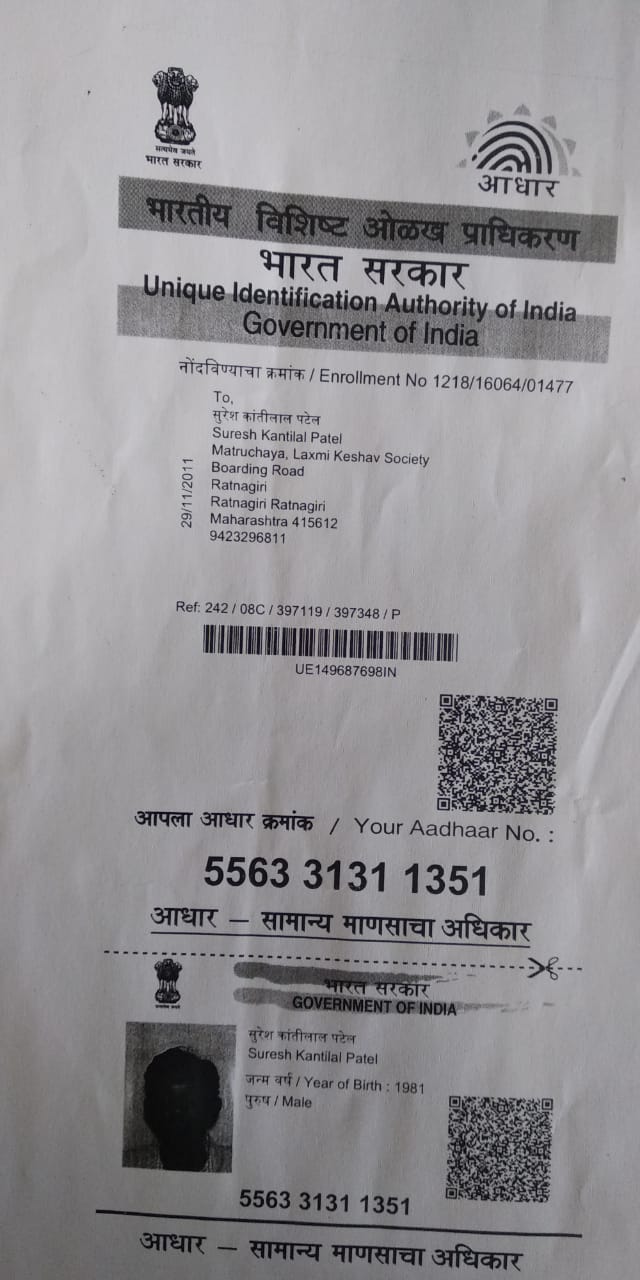 सत्यमेव जयते
भारत सरकार
आधार
भारतीय विशिष्ट ओळख प्राधिकरण
भारत सरकार
Unique Identification Authority of India
Government of India
नोंदविण्याचा क्रमांक / Enrollment No 1218/16064/01477
To,
सुरेश कांतीलाल पटेल
Suresh Kantilal Patel
Matruchaya, Laxmi Keshav Society
Boarding Road
Ratnagiri
Ratnagiri Ratnagiri
Maharashtra 415612
9423296811
29/11/2011
Ref: 242 / 08C / 397119 / 397348 / P
UE149687698IN
आपला आधार क्रमांक / Your Aadhaar No. :
5563 3131 1351
आधार – सामान्य माणसाचा अधिकार
भारत सरकार
GOVERNMENT OF INDIA
सुरेश कांतीलाल पटेल
Suresh Kantilal Patel
जन्म वर्ष / Year of Birth : 1981
पुरुष / Male
5563 3131 1351
आधार – सामान्य माणसाचा अधिकार